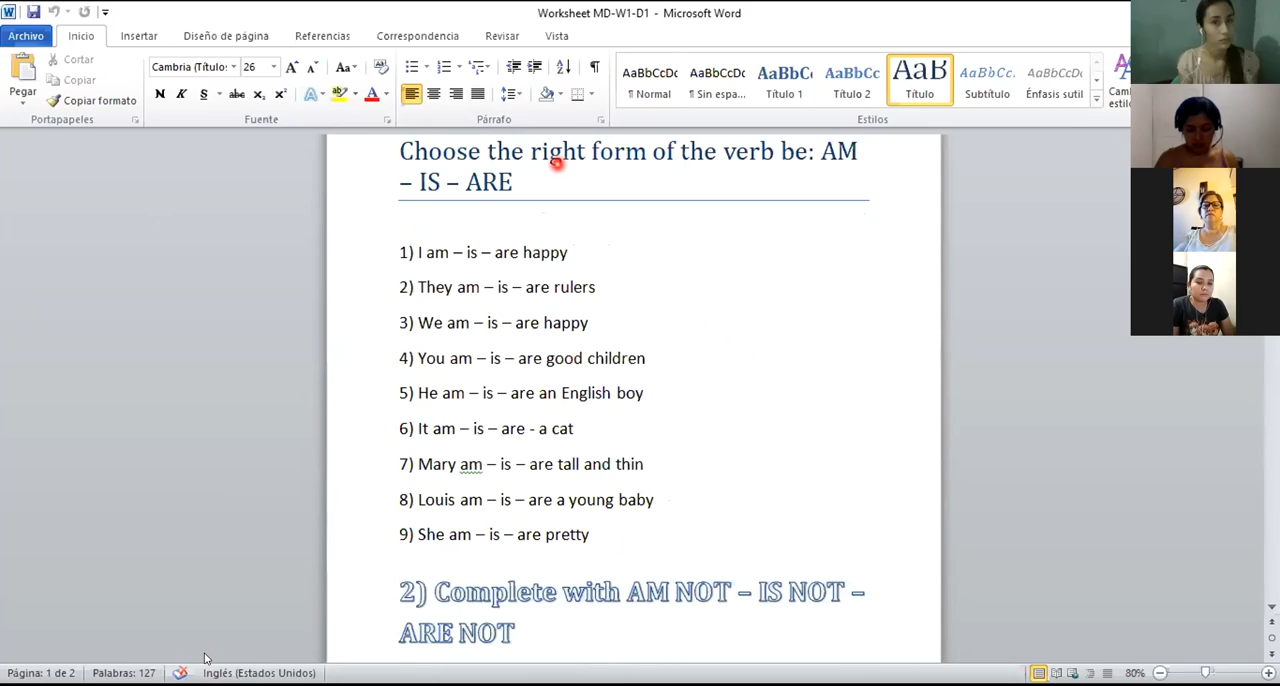 Worksheet MD-W1-D1 - Microsoft Word
Archivo Inicio Insertar Diseño de página Referencias Correspondencia Revisar Vista
Cortar
Copiar
Pegar
Copiar formato
Cambria (Título: 26
N K S abc x₂ x² A A
AaBbCcDc AaBbCcDc AaBbC AaBbCc AaB AaBbCc. AaBbCcDc
¶ Normal ¶ Sin espa... Título 1 Título 2 Título Subtítulo Énfasis sutil
Portapapeles Fuente Párrafo Estilos
Choose the right form of the verb be: AM
– IS – ARE
1) I am – is – are happy
2) They am – is – are rulers
3) We am – is – are happy
4) You am – is – are good children
5) He am – is – are an English boy
6) It am – is – are - a cat
7) Mary am – is – are tall and thin
8) Louis am – is – are a young baby
9) She am – is – are pretty
2) Complete with AM NOT – IS NOT –
ARE NOT
Página: 1 de 2 Palabras: 127 Inglés (Estados Unidos) 80%